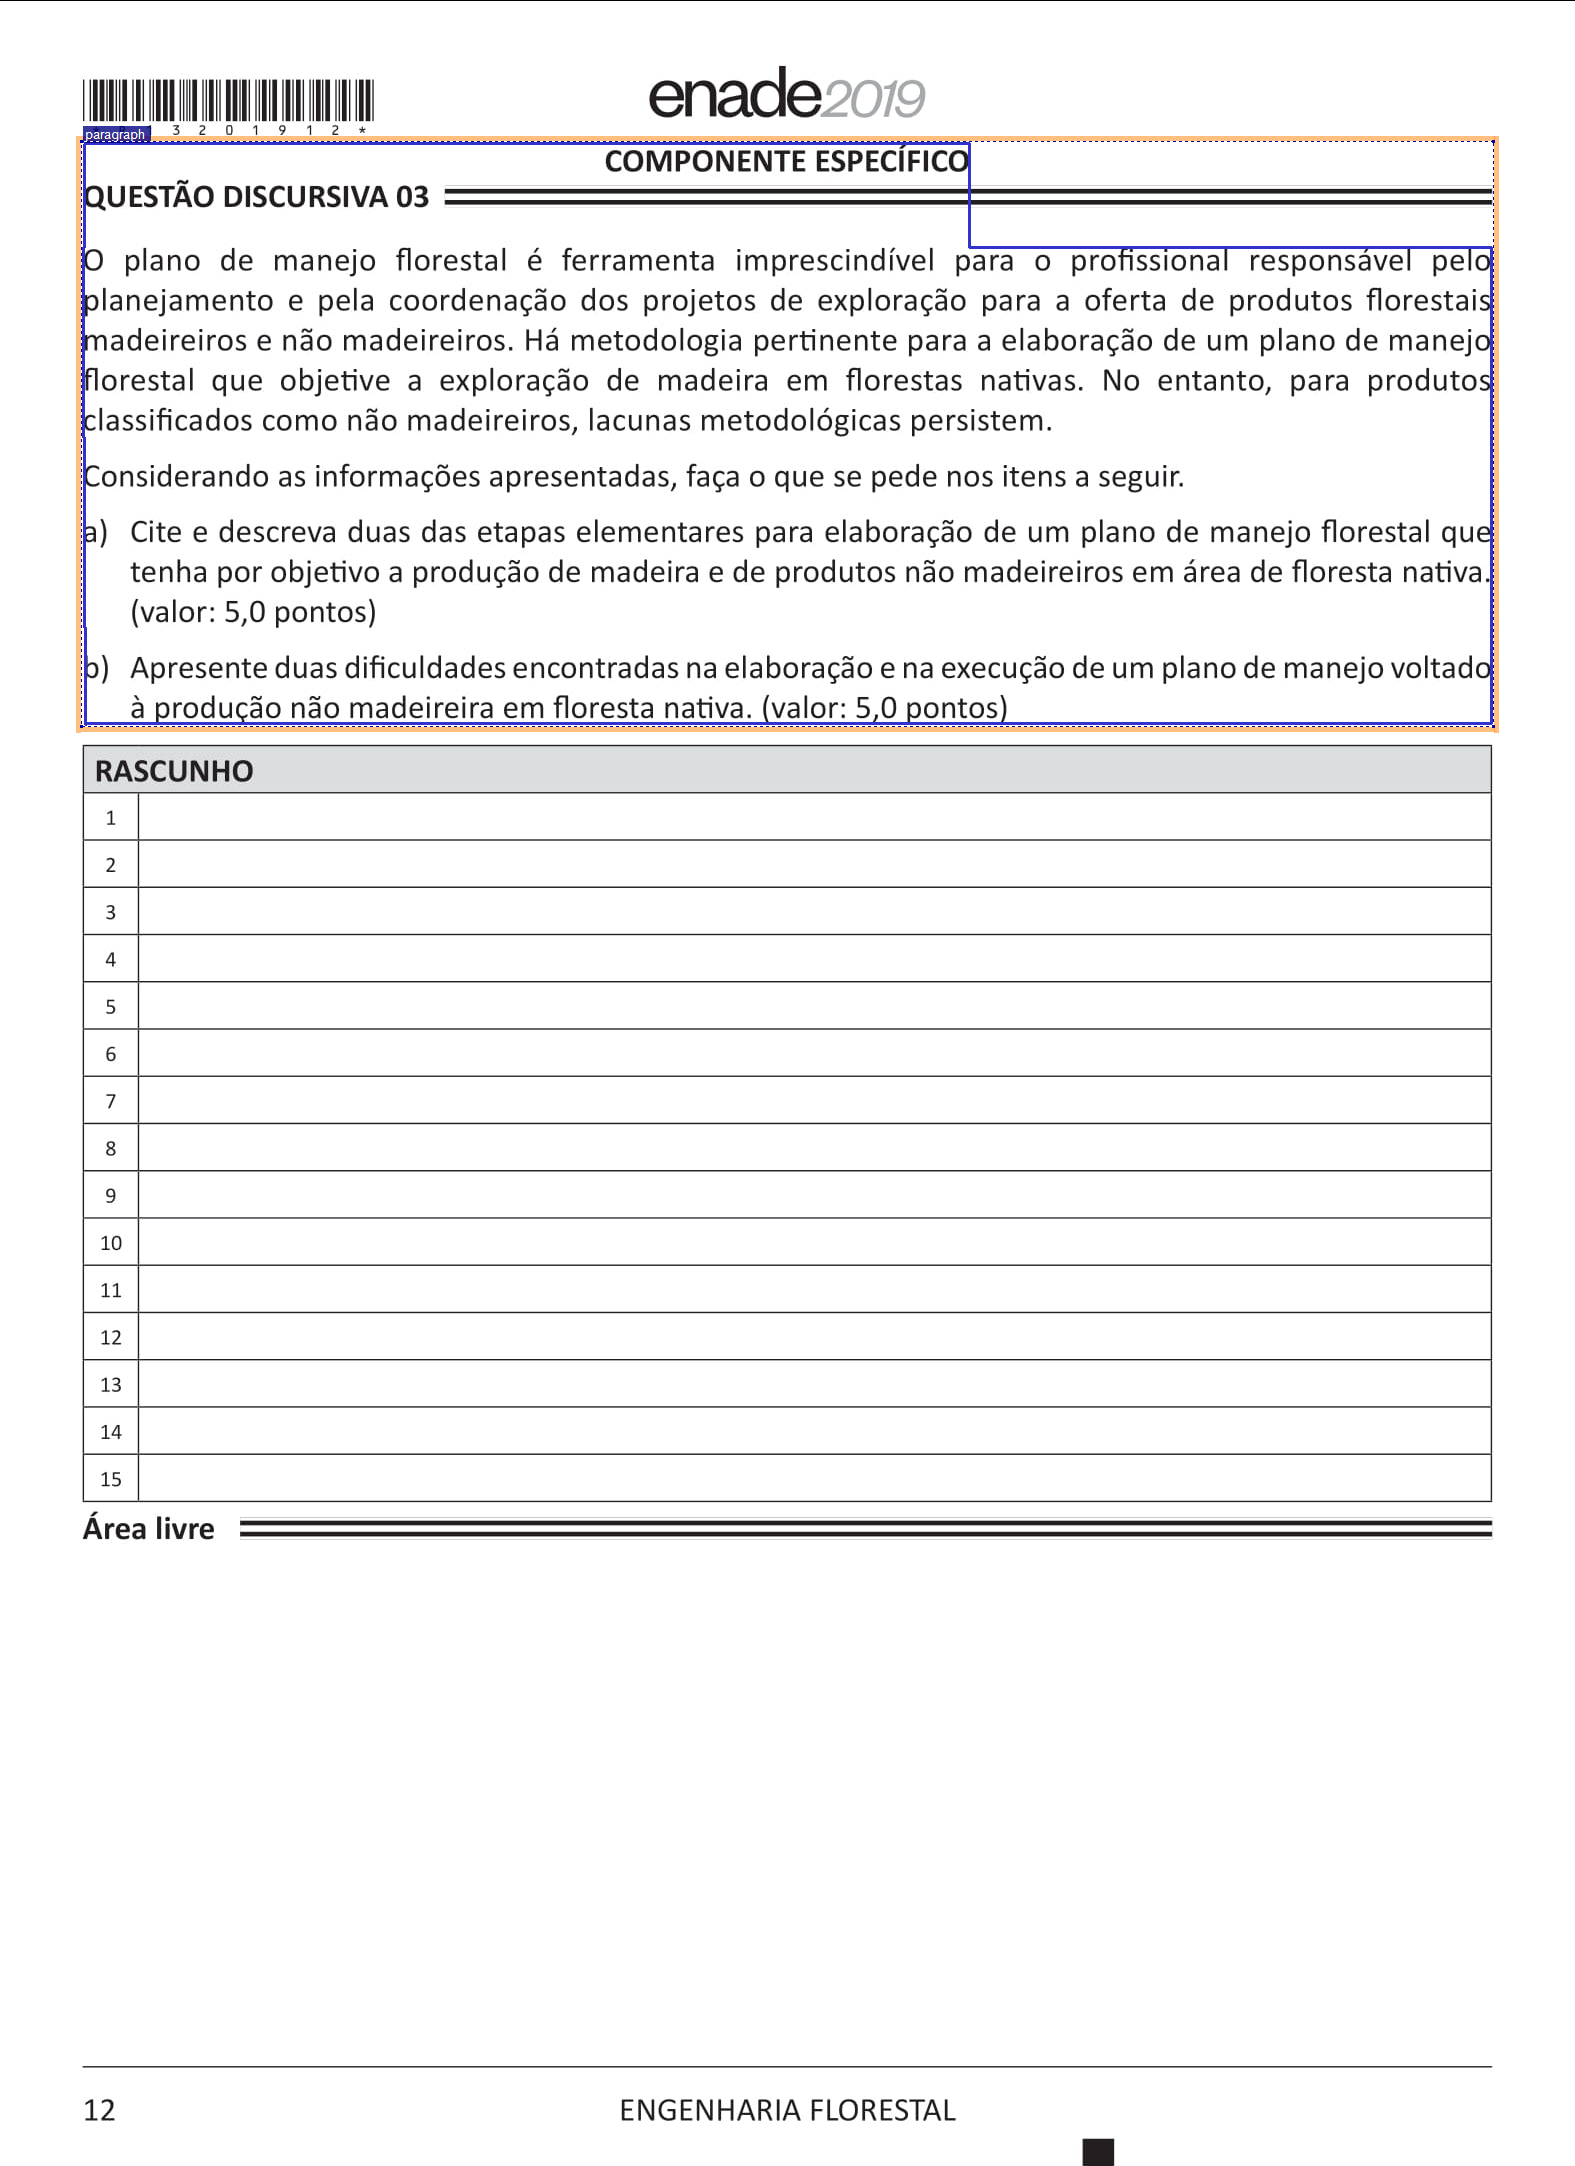 enade2019
3 2 0 1 9 1 2 *
paragraph
COMPONENTE ESPECÍFICO
QUESTÃO DISCURSIVA 03
O plano de manejo florestal é ferramenta imprescindível para o profissional responsável pelo
planejamento e pela coordenação dos projetos de exploração para a oferta de produtos florestais
madeireiros e não madeireiros. Há metodologia pertinente para a elaboração de um plano de manejo
florestal que objetive a exploração de madeira em florestas nativas. No entanto, para produtos
classificados como não madeireiros, lacunas metodológicas persistem.
Considerando as informações apresentadas, faça o que se pede nos itens a seguir.
a) Cite e descreva duas das etapas elementares para elaboração de um plano de manejo florestal que
tenha por objetivo a produção de madeira e de produtos não madeireiros em área de floresta nativa.
(valor: 5,0 pontos)
b) Apresente duas dificuldades encontradas na elaboração e na execução de um plano de manejo voltado
à produção não madeireira em floresta nativa. (valor: 5,0 pontos)
RASCUNHO
1
2
3
4
5
6
7
8
9
10
11
12
13
14
15
Área livre
12 ENGENHARIA FLORESTAL